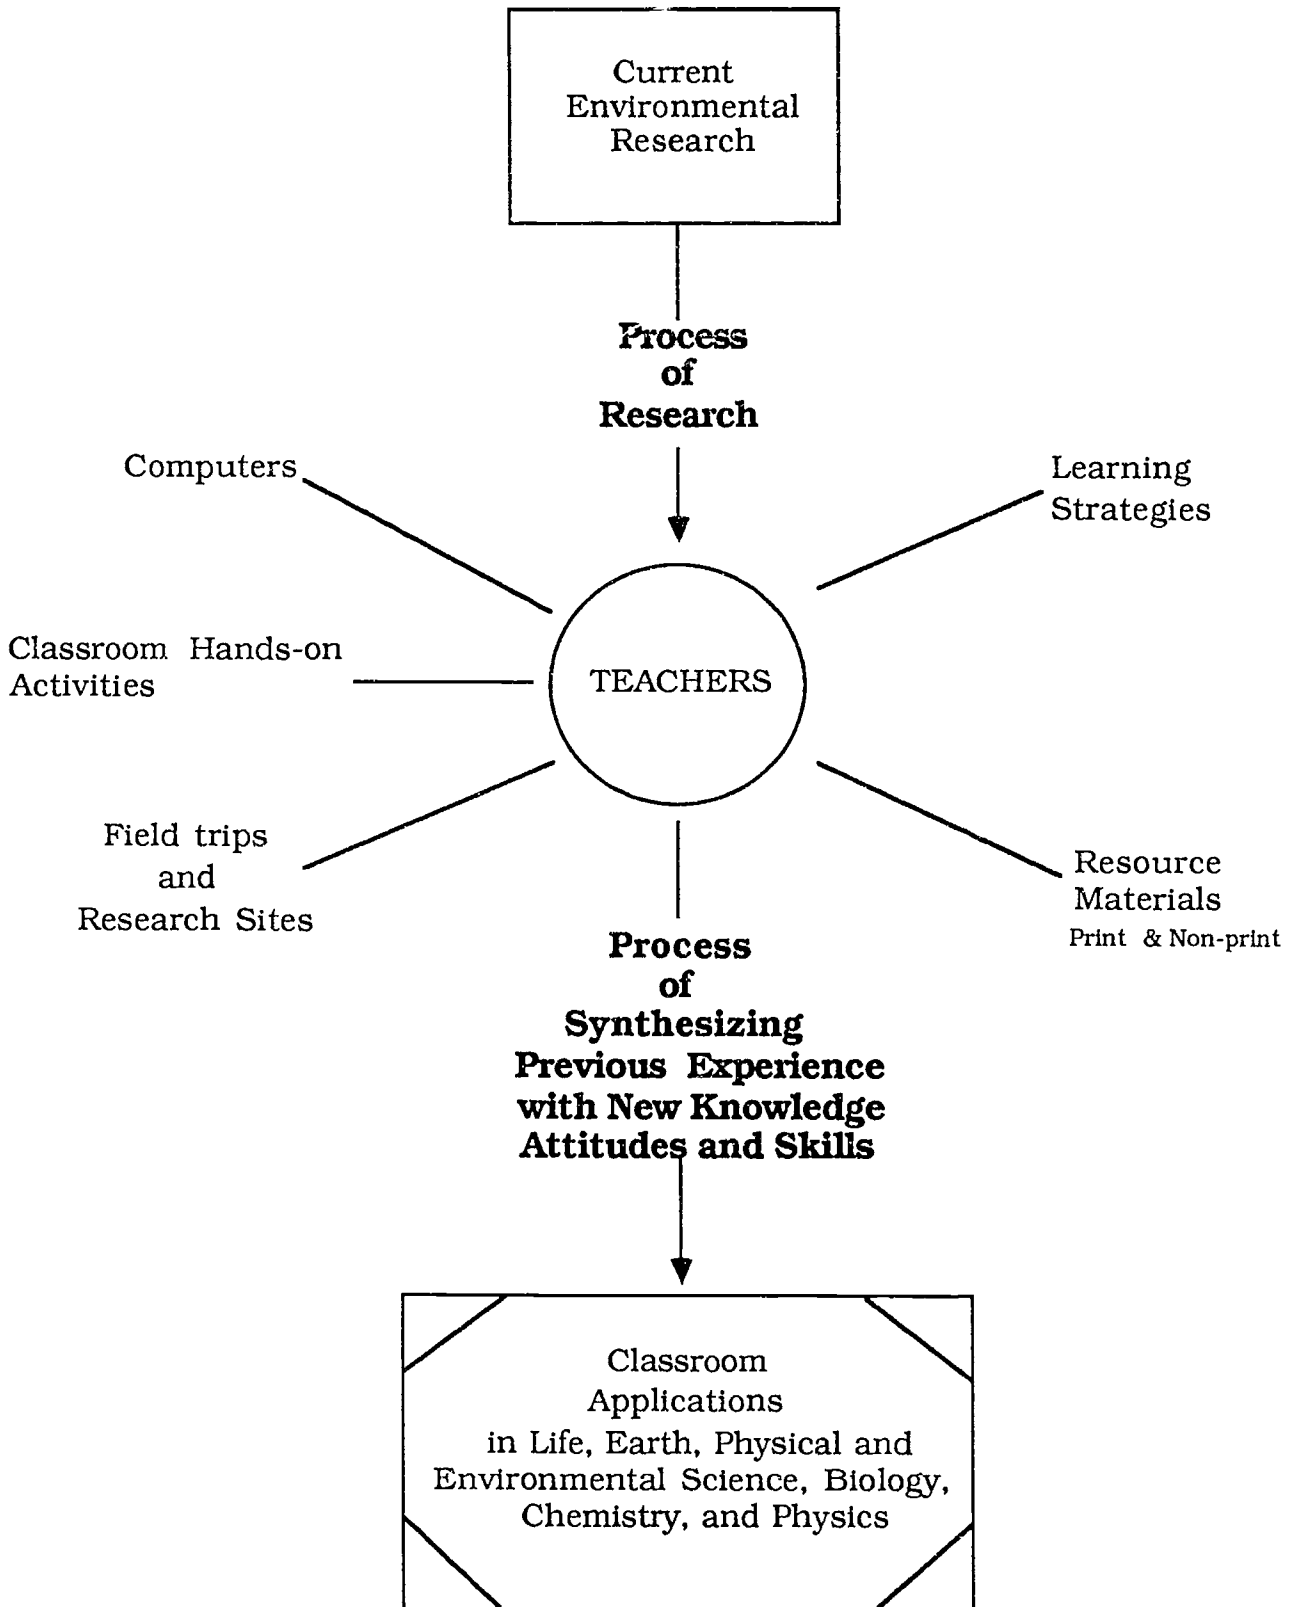 Current
Environmental
Research
Process
of
Research
Computers
Learning
Strategies
Classroom Hands-on
Activities
TEACHERS
Field trips
and
Research Sites
Resource
Materials
Print & Non-print
Process
of
Synthesizing
Previous Experience
with New Knowledge
Attitudes and Skills
Classroom
Applications
in Life, Earth, Physical and
Environmental Science, Biology,
Chemistry, and Physics